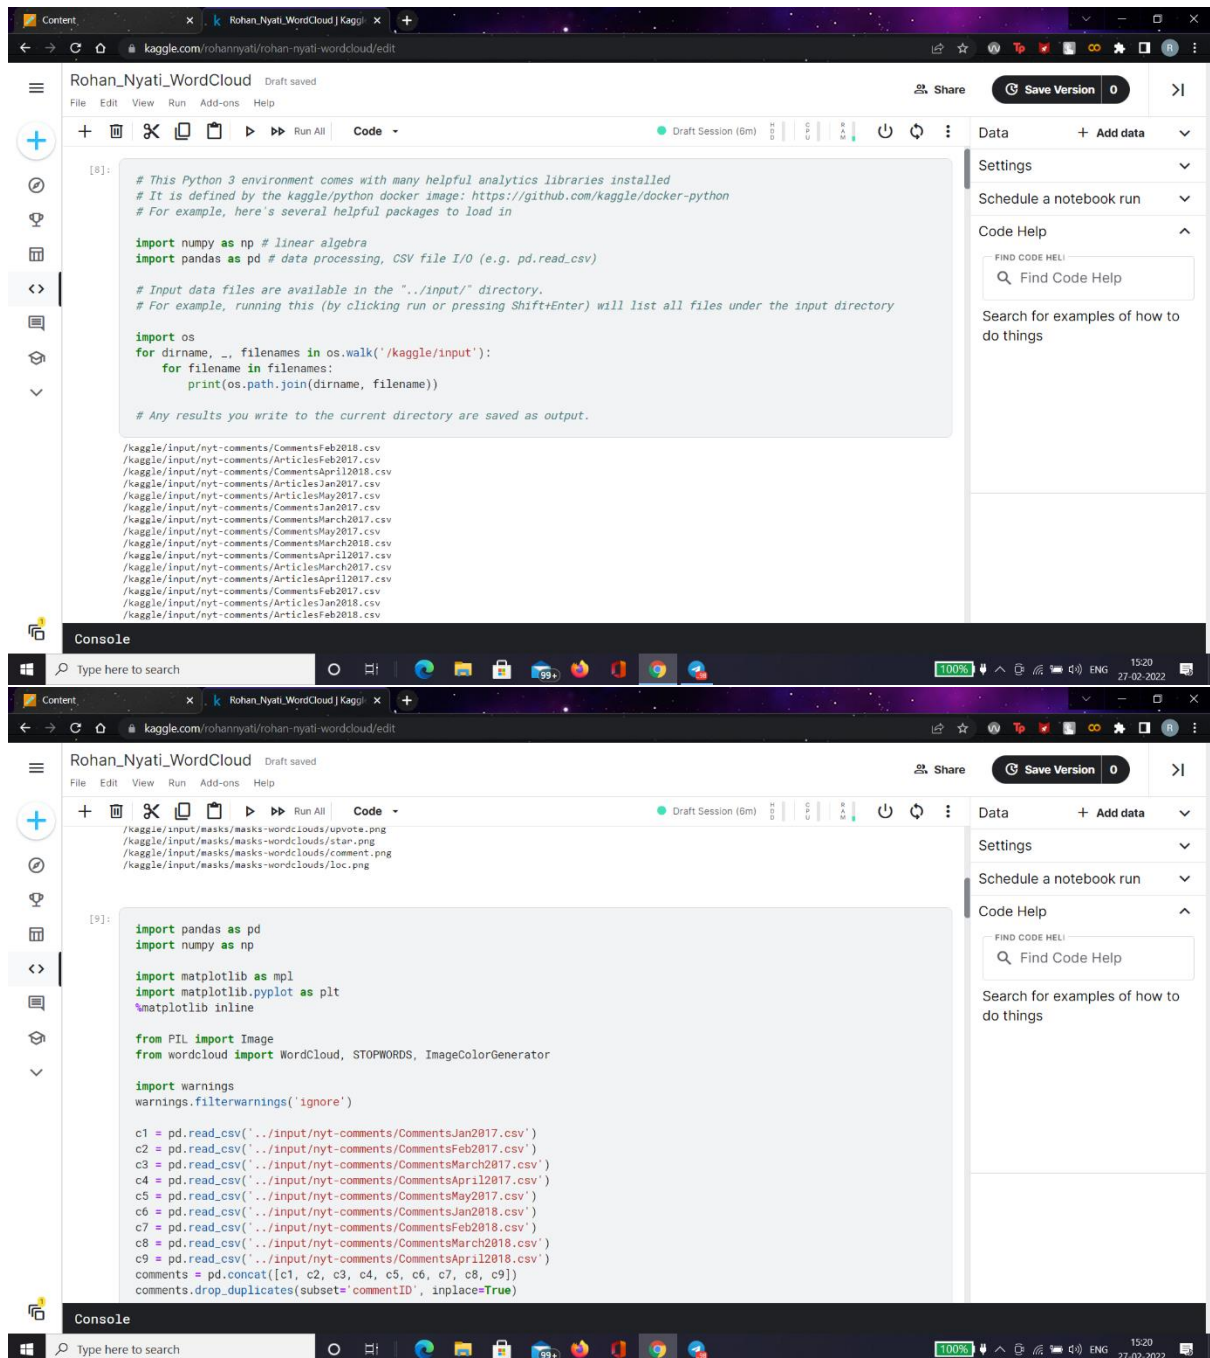 Content
Rohan_Nyati_WordCloud | Kaggl
kaggle.com/rohannyati/rohan-nyati-wordcloud/edit
Rohan_Nyati_WordCloud Draft saved
File Edit View Run Add-ons Help
Share
Save Version 0
Run All Code
Draft Session (6m)
HDD
CPU
RAM
Data
+ Add data
Settings
Schedule a notebook run
Code Help
FIND CODE HEL
Find Code Help
Search for examples of how to
do things
[8]:
# This Python 3 environment comes with many helpful analytics libraries installed
# It is defined by the kaggle/python docker image: https://github.com/kaggle/docker-python
# For example, here's several helpful packages to load in
import numpy as np # linear algebra
import pandas as pd # data processing, CSV file I/O (e.g. pd.read_csv)
# Input data files are available in the "../input/" directory.
# For example, running this (by clicking run or pressing Shift+Enter) will list all files under the input directory
import os
for dirname, _, filenames in os.walk('/kaggle/input'):
for filename in filenames:
print(os.path.join(dirname, filename))
# Any results you write to the current directory are saved as output.
/kaggle/input/nyt-comments/CommentsFeb2018.csv
/kaggle/input/nyt-comments/ArticlesFeb2017.csv
/kaggle/input/nyt-comments/CommentsApril2018.csv
/kaggle/input/nyt-comments/ArticlesJan2017.csv
/kaggle/input/nyt-comments/ArticlesMay2017.csv
/kaggle/input/nyt-comments/CommentsJan2017.csv
/kaggle/input/nyt-comments/CommentsMarch2017.csv
/kaggle/input/nyt-comments/CommentsMay2017.csv
/kaggle/input/nyt-comments/CommentsMarch2018.csv
/kaggle/input/nyt-comments/CommentsApril2017.csv
/kaggle/input/nyt-comments/ArticlesMarch2017.csv
/kaggle/input/nyt-comments/ArticlesApril2017.csv
/kaggle/input/nyt-comments/CommentsFeb2017.csv
/kaggle/input/nyt-comments/ArticlesJan2018.csv
/kaggle/input/nyt-comments/ArticlesFeb2018.csv
Console
Type here to search
99+
100%
ENG
15:20
27-02-2022
Content
Rohan_Nyati_WordCloud | Kaggl
kaggle.com/rohannyati/rohan-nyati-wordcloud/edit
Rohan_Nyati_WordCloud Draft saved
File Edit View Run Add-ons Help
Share
Save Version 0
Run All Code
Draft Session (6m)
HDD
CPU
RAM
Data
+ Add data
Settings
Schedule a notebook run
Code Help
FIND CODE HEL
Find Code Help
Search for examples of how to
do things
/kaggle/input/masks/masks-wordclouds/upvote.png
/kaggle/input/masks/masks-wordclouds/star.png
/kaggle/input/masks/masks-wordclouds/comment.png
/kaggle/input/masks/masks-wordclouds/loc.png
[9]:
import pandas as pd
import numpy as np
import matplotlib as mpl
import matplotlib.pyplot as plt
%matplotlib inline
from PIL import Image
from wordcloud import WordCloud, STOPWORDS, ImageColorGenerator
import warnings
warnings.filterwarnings('ignore')
c1 = pd.read_csv('../input/nyt-comments/CommentsJan2017.csv')
c2 = pd.read_csv('../input/nyt-comments/CommentsFeb2017.csv')
c3 = pd.read_csv('../input/nyt-comments/CommentsMarch2017.csv')
c4 = pd.read_csv('../input/nyt-comments/CommentsApril2017.csv')
c5 = pd.read_csv('../input/nyt-comments/CommentsMay2017.csv')
c6 = pd.read_csv('../input/nyt-comments/CommentsJan2018.csv')
c7 = pd.read_csv('../input/nyt-comments/CommentsFeb2018.csv')
c8 = pd.read_csv('../input/nyt-comments/CommentsMarch2018.csv')
c9 = pd.read_csv('../input/nyt-comments/CommentsApril2018.csv')
comments = pd.concat([c1, c2, c3, c4, c5, c6, c7, c8, c9])
comments.drop_duplicates(subset='commentID', inplace=True)
Console
Type here to search
99+
100%
ENG
15:20
27-02-2022